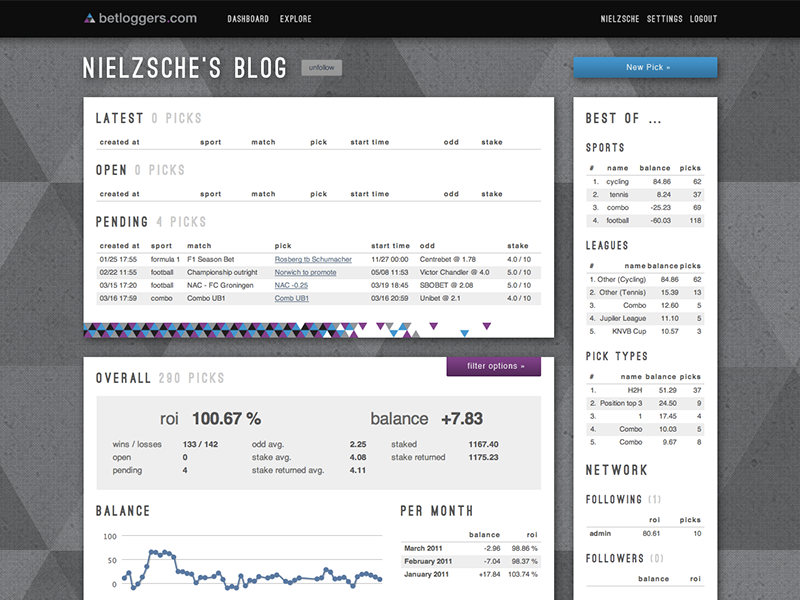 betloggers.com DASHBOARD EXPLORE NIELZSCHE SETTINGS LOGOUT
NIELZSCHE'S BLOG unfollow New Pick »
LATEST 0 PICKS
created at sport match pick start time odd stake
OPEN 0 PICKS
created at sport match pick start time odd stake
PENDING 4 PICKS
created at sport match pick start time odd stake
01/25 17:55 formula 1 F1 Season Bet Rosberg tb Schumacher 11/27 00:00 Centrebet @ 1.78 4.0 / 10
02/22 11:55 football Championship outright Norwich to promote 05/08 11:53 Victor Chandler @ 4.0 5.0 / 10
03/15 17:20 football NAC - FC Groningen NAC -0.25 03/19 18:45 SBOBET @ 2.08 5.0 / 10
03/16 17:59 combo Combo UB1 Comb UB1 03/16 20:59 Unibet @ 2.1 4.0 / 10
filter options »
OVERALL 290 PICKS
roi 100.67 % balance +7.83
wins / losses 133 / 142 odd avg. 2.25 staked 1167.40
open 0 stake avg. 4.08 stake returned 1175.23
pending 4 stake returned avg. 4.11
BALANCE
100
50
0
PER MONTH
balance roi
March 2011 -2.96 98.86 %
February 2011 -7.04 98.37 %
January 2011 +17.84 103.74 %
BEST OF ...
SPORTS
# name balance picks
1. cycling 84.86 62
2. tennis 8.24 37
3. combo -25.23 69
4. football -60.03 118
LEAGUES
# name balance picks
1. Other (Cycling) 84.86 62
2. Other (Tennis) 15.39 13
3. Combo 12.60 5
4. Jupiler League 11.10 5
5. KNVB Cup 10.57 3
PICK TYPES
# name balance picks
1. H2H 51.29 37
2. Position top 3 24.50 9
3. 1 17.45 4
4. Combo 10.03 5
5. Combo 9.67 8
NETWORK
FOLLOWING (1)
roi picks
admin 80.61 10
FOLLOWERS (0)
balance roi